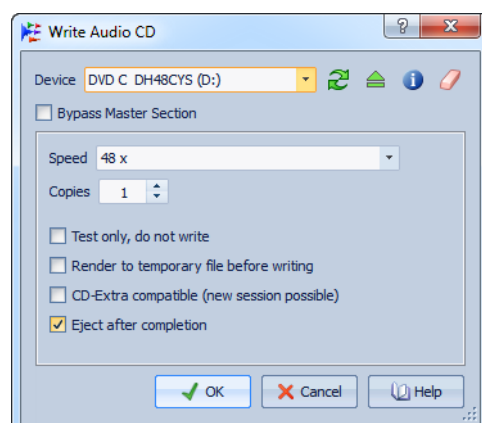 Write Audio CD
Device DVD C DH48CYS (D:)
Bypass Master Section
Speed 48 x
Copies 1
Test only, do not write
Render to temporary file before writing
CD-Extra compatible (new session possible)
Eject after completion
OK Cancel Help